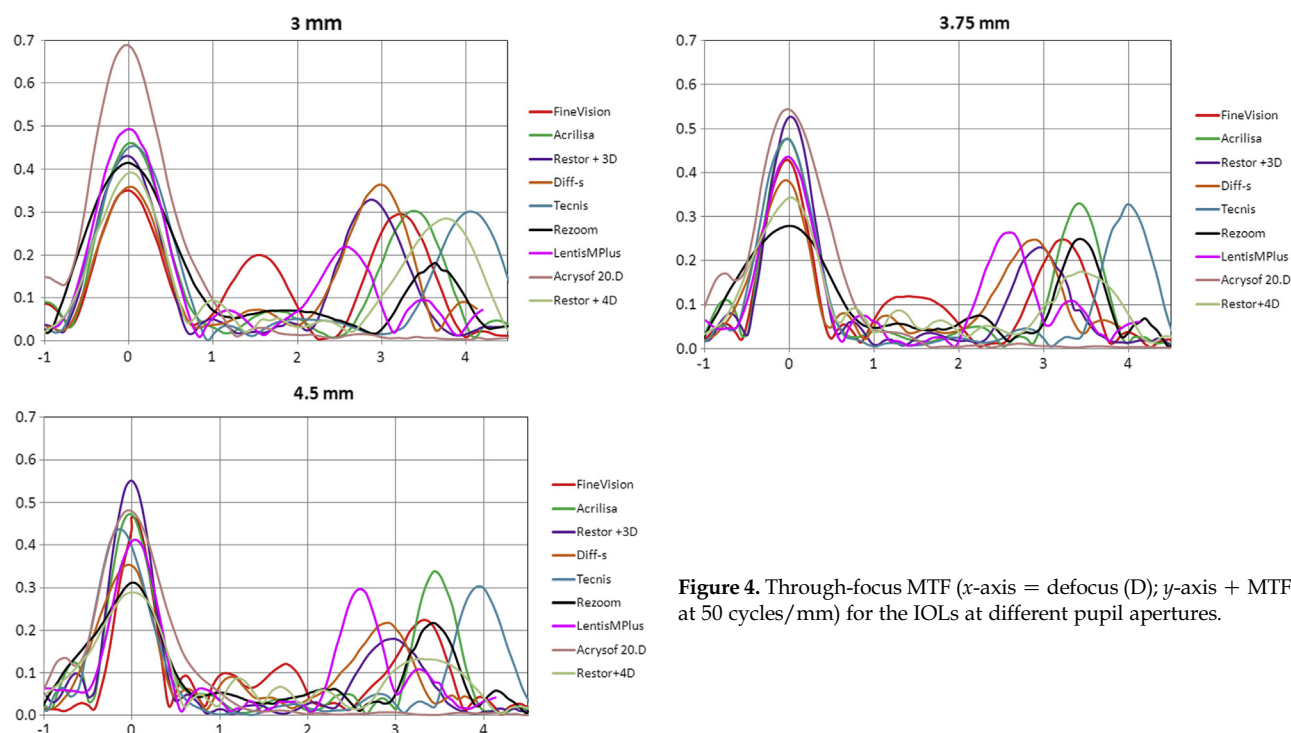 3 mm
0.7
0.6
0.5
0.4
0.3
0.2
0.1
0.0
-1 0 1 2 3 4
FineVision
Acrilisa
Restor + 3D
Diff-s
Tecnis
Rezoom
LentisMPlus
Acrysof 20.D
Restor + 4D
3.75 mm
0.7
0.6
0.5
0.4
0.3
0.2
0.1
0.0
-1 0 1 2 3 4
FineVision
Acrilisa
Restor +3D
Diff-s
Tecnis
Rezoom
LentisMPlus
Acrysof 20.D
Restor+4D
4.5 mm
0.7
0.6
0.5
0.4
0.3
0.2
0.1
0.0
-1 0 1 2 3 4
FineVision
Acrilisa
Restor +3D
Diff-s
Tecnis
Rezoom
LentisMPlus
Acrysof 20.D
Restor+4D
Figure 4. Through-focus MTF (x-axis = defocus (D); y-axis + MTF
at 50 cycles/mm) for the IOLs at different pupil apertures.